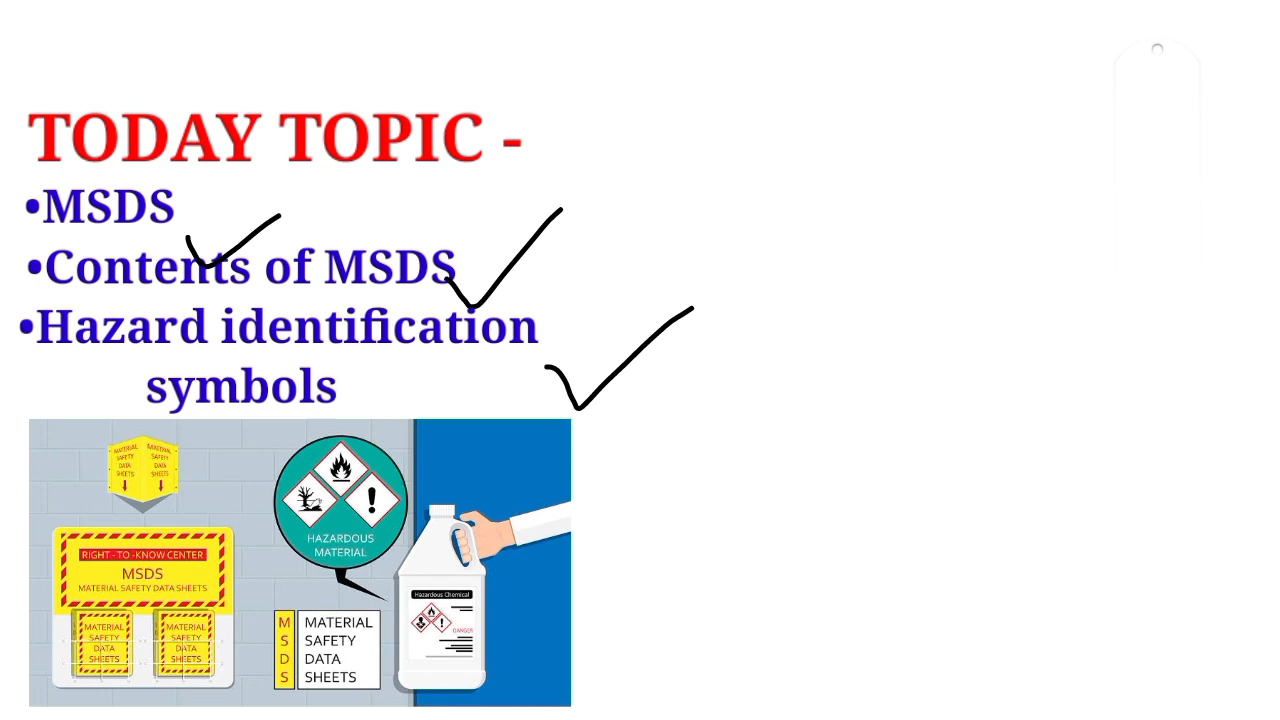 TODAY TOPIC -
•MSDS
•Contents of MSDS
•Hazard identification
symbols
MATERIAL
SAFETY
DATA
SHEETS
MATERIAL
SAFETY
DATA
SHEETS
RIGHT-TO-KNOW CENTER
MSDS
MATERIAL SAFETY DATA SHEETS
MATERIAL
SAFETY
DATA
SHEETS
MATERIAL
SAFETY
DATA
SHEETS
HAZARDOUS
MATERIAL
M MATERIAL
S SAFETY
D DATA
S SHEETS
Hazardous Chemical
DANGER